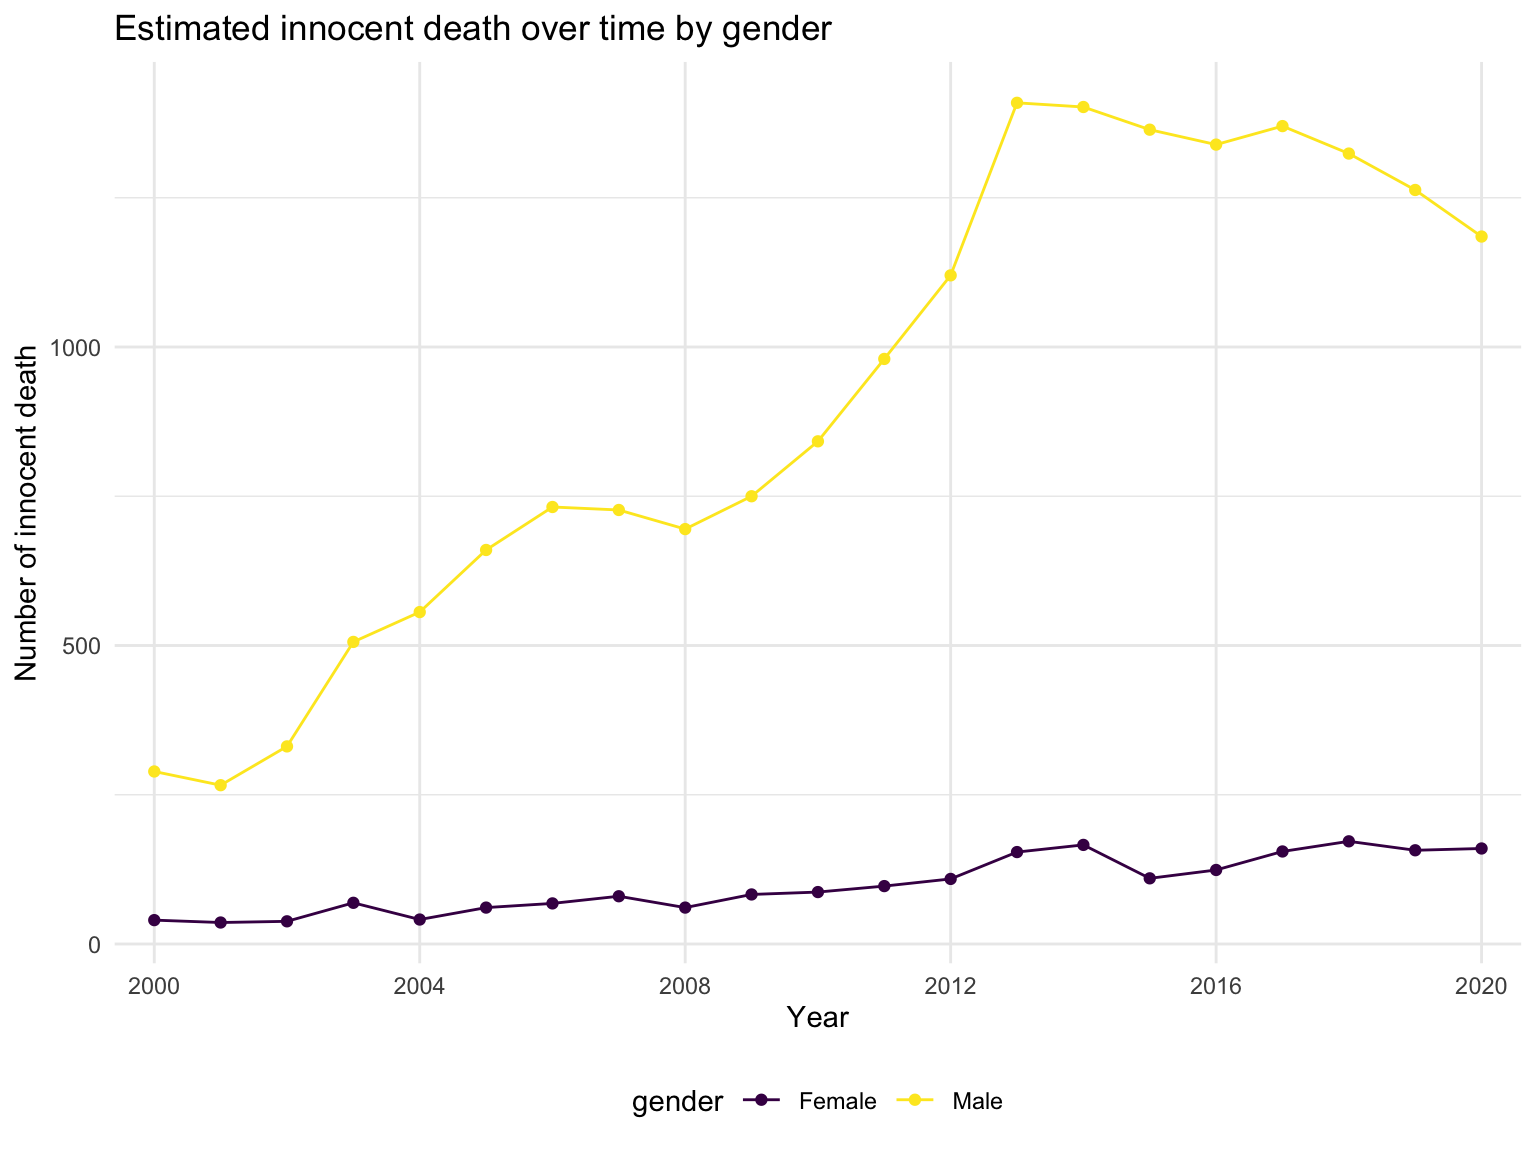 Estimated innocent death over time by gender
Number of innocent death
1000
500
0
2000 2004 2008 2012 2016 2020
Year
gender Female Male